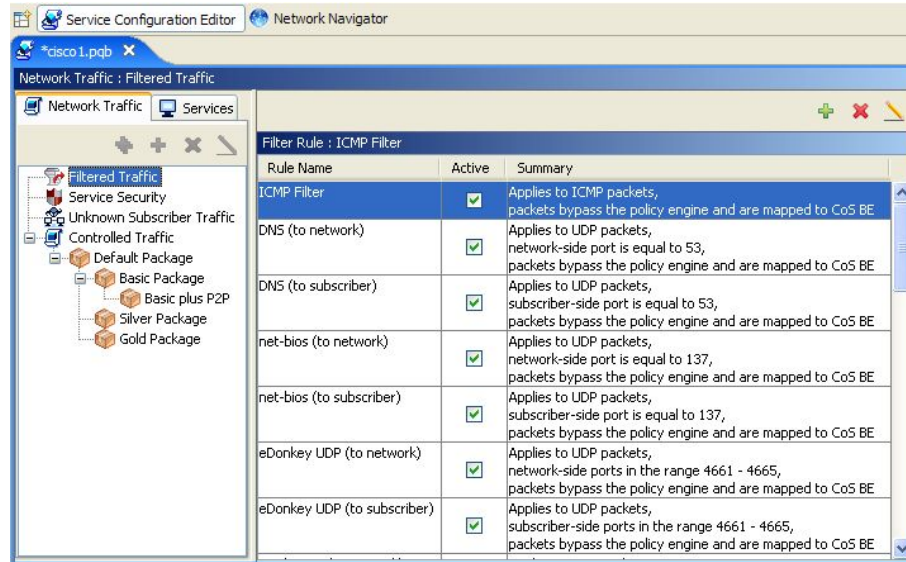 Service Configuration Editor Network Navigator
*cisco1.pqb
Network Traffic : Filtered Traffic
Network Traffic Services
Filtered Traffic
Service Security
Unknown Subscriber Traffic
Controlled Traffic
Default Package
Basic Package
Basic plus P2P
Silver Package
Gold Package
Filter Rule : ICMP Filter
Rule Name Active Summary
ICMP Filter Applies to ICMP packets,
packets bypass the policy engine and are mapped to CoS BE
DNS (to network) Applies to UDP packets,
network-side port is equal to 53,
packets bypass the policy engine and are mapped to CoS BE
DNS (to subscriber) Applies to UDP packets,
subscriber-side port is equal to 53,
packets bypass the policy engine and are mapped to CoS BE
net-bios (to network) Applies to UDP packets,
network-side port is equal to 137,
packets bypass the policy engine and are mapped to CoS BE
net-bios (to subscriber) Applies to UDP packets,
subscriber-side port is equal to 137,
packets bypass the policy engine and are mapped to CoS BE
eDonkey UDP (to network) Applies to UDP packets,
network-side ports in the range 4661 - 4665,
packets bypass the policy engine and are mapped to CoS BE
eDonkey UDP (to subscriber) Applies to UDP packets,
subscriber-side ports in the range 4661 - 4665,
packets bypass the policy engine and are mapped to CoS BE